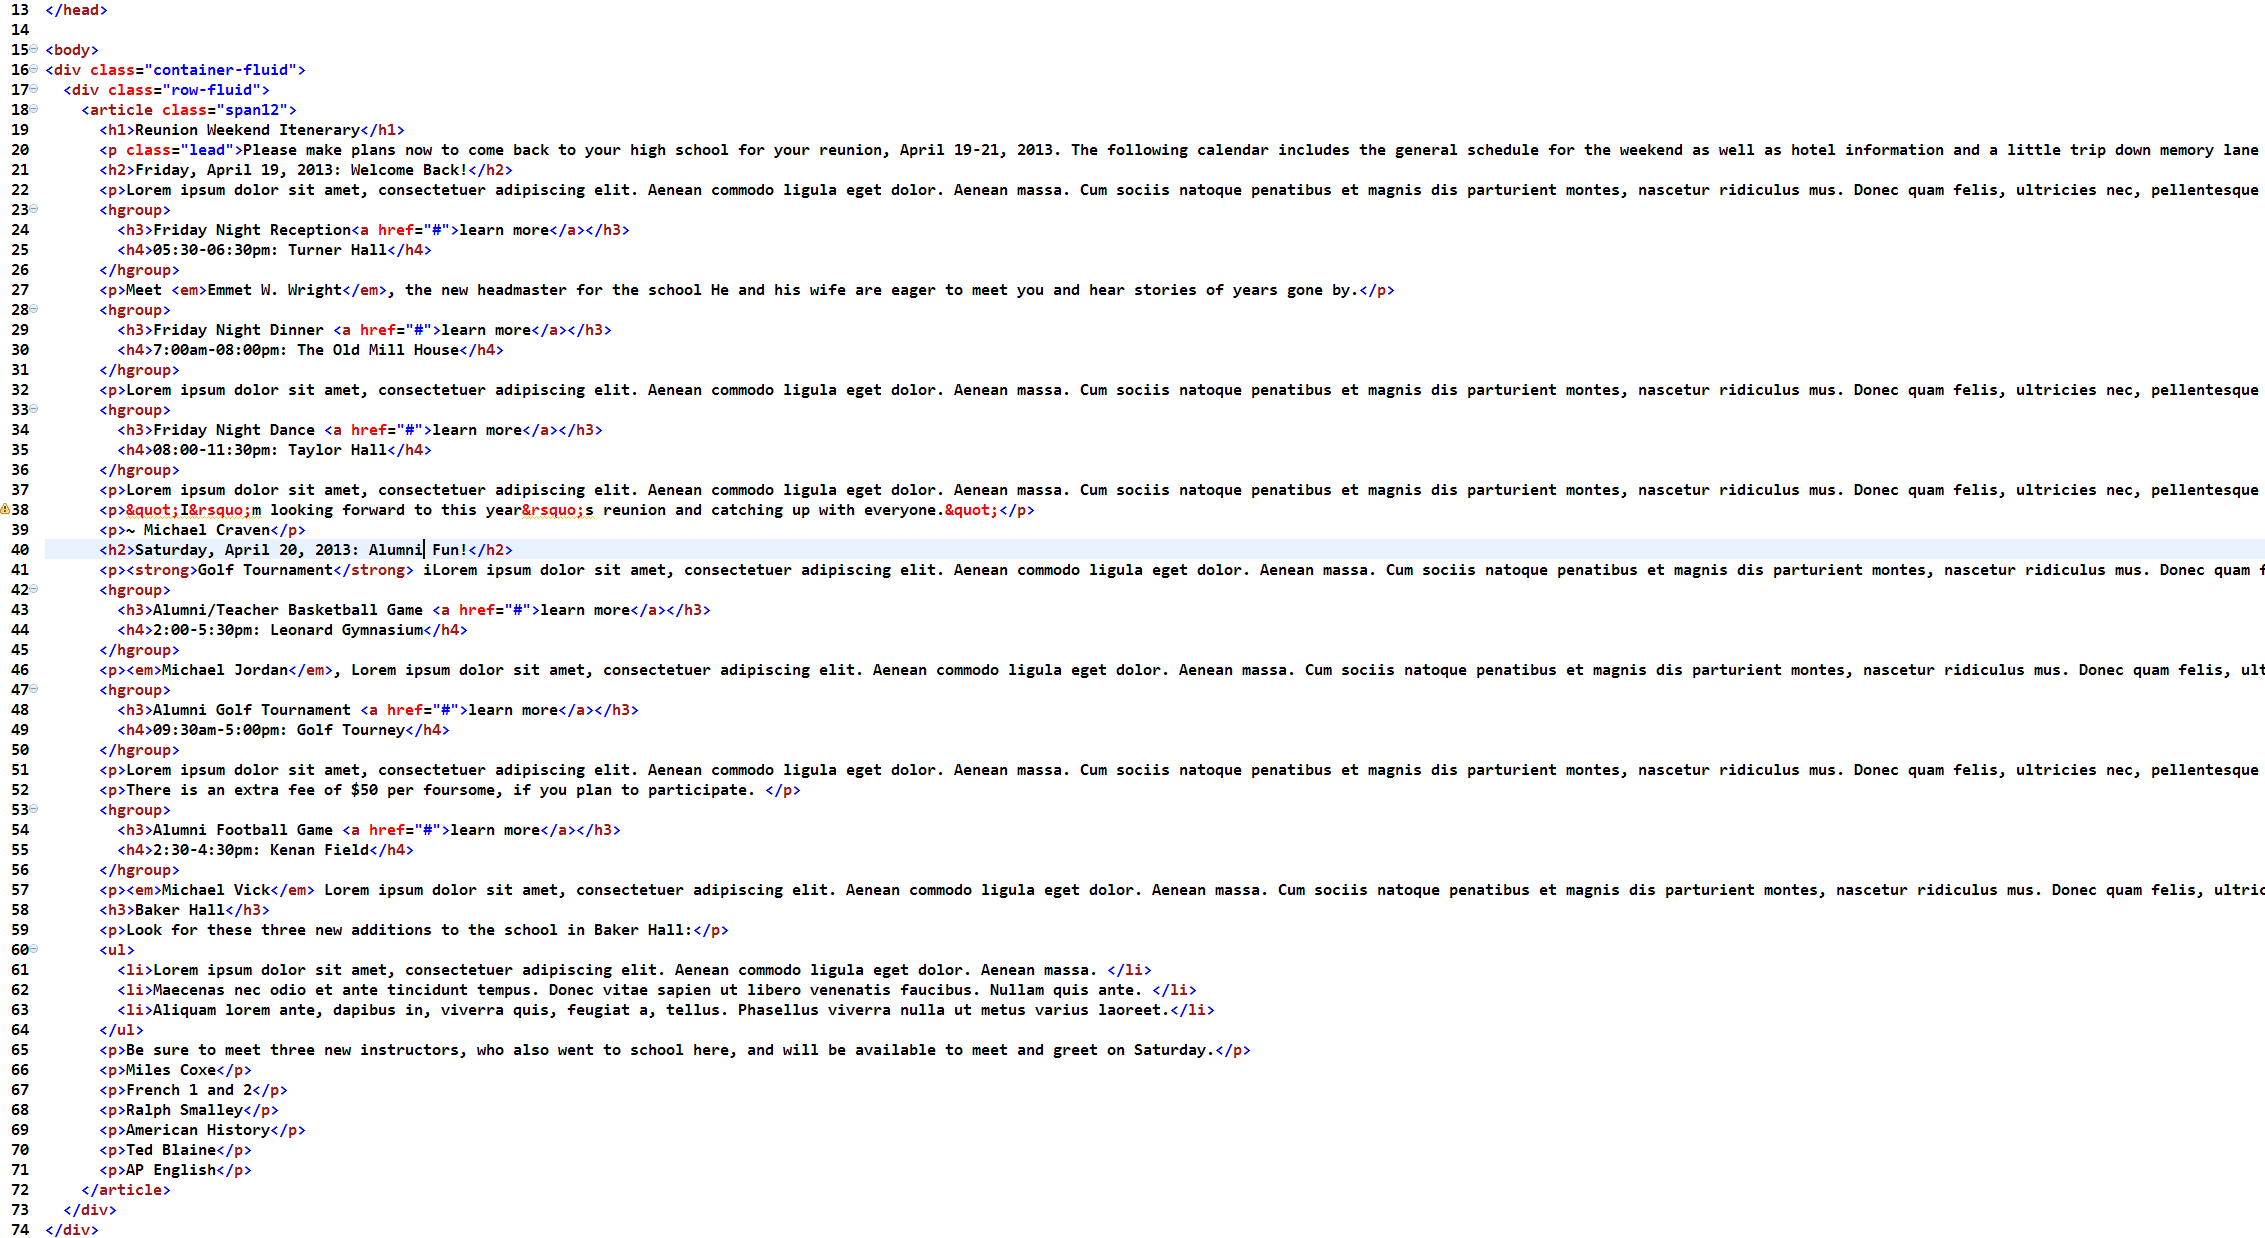 13 </head>
14
15 <body>
16 <div class="container-fluid">
17 <div class="row-fluid">
18 <article class="span12">
19 <h1>Reunion Weekend Itenerary</h1>
20 <p class="lead">Please make plans now to come back to your high school for your reunion, April 19-21, 2013. The following calendar includes the general schedule for the weekend as well as hotel information and a little trip down memory lane
21 <h2>Friday, April 19, 2013: Welcome Back!</h2>
22 <p>Lorem ipsum dolor sit amet, consectetuer adipiscing elit. Aenean commodo ligula eget dolor. Aenean massa. Cum sociis natoque penatibus et magnis dis parturient montes, nascetur ridiculus mus. Donec quam felis, ultricies nec, pellentesque
23 <hgroup>
24 <h3>Friday Night Reception<a href="#">learn more</a></h3>
25 <h4>05:30-06:30pm: Turner Hall</h4>
26 </hgroup>
27 <p>Meet <em>Emmet W. Wright</em>, the new headmaster for the school He and his wife are eager to meet you and hear stories of years gone by.</p>
28 <hgroup>
29 <h3>Friday Night Dinner <a href="#">learn more</a></h3>
30 <h4>7:00am-08:00pm: The Old Mill House</h4>
31 </hgroup>
32 <p>Lorem ipsum dolor sit amet, consectetuer adipiscing elit. Aenean commodo ligula eget dolor. Aenean massa. Cum sociis natoque penatibus et magnis dis parturient montes, nascetur ridiculus mus. Donec quam felis, ultricies nec, pellentesque
33 <hgroup>
34 <h3>Friday Night Dance <a href="#">learn more</a></h3>
35 <h4>08:00-11:30pm: Taylor Hall</h4>
36 </hgroup>
37 <p>Lorem ipsum dolor sit amet, consectetuer adipiscing elit. Aenean commodo ligula eget dolor. Aenean massa. Cum sociis natoque penatibus et magnis dis parturient montes, nascetur ridiculus mus. Donec quam felis, ultricies nec, pellentesque
38 <p>&quot;I&rsquo;m looking forward to this year&rsquo;s reunion and catching up with everyone.&quot;</p>
39 <p>~ Michael Craven</p>
40 <h2>Saturday, April 20, 2013: Alumni Fun!</h2>
41 <p><strong>Golf Tournament</strong> iLorem ipsum dolor sit amet, consectetuer adipiscing elit. Aenean commodo ligula eget dolor. Aenean massa. Cum sociis natoque penatibus et magnis dis parturient montes, nascetur ridiculus mus. Donec quam f
42 <hgroup>
43 <h3>Alumni/Teacher Basketball Game <a href="#">learn more</a></h3>
44 <h4>2:00-5:30pm: Leonard Gymnasium</h4>
45 </hgroup>
46 <p><em>Michael Jordan</em>, Lorem ipsum dolor sit amet, consectetuer adipiscing elit. Aenean commodo ligula eget dolor. Aenean massa. Cum sociis natoque penatibus et magnis dis parturient montes, nascetur ridiculus mus. Donec quam felis, ult
47 <hgroup>
48 <h3>Alumni Golf Tournament <a href="#">learn more</a></h3>
49 <h4>09:30am-5:00pm: Golf Tourney</h4>
50 </hgroup>
51 <p>Lorem ipsum dolor sit amet, consectetuer adipiscing elit. Aenean commodo ligula eget dolor. Aenean massa. Cum sociis natoque penatibus et magnis dis parturient montes, nascetur ridiculus mus. Donec quam felis, ultricies nec, pellentesque
52 <p>There is an extra fee of $50 per foursome, if you plan to participate. </p>
53 <hgroup>
54 <h3>Alumni Football Game <a href="#">learn more</a></h3>
55 <h4>2:30-4:30pm: Kenan Field</h4>
56 </hgroup>
57 <p><em>Michael Vick</em> Lorem ipsum dolor sit amet, consectetuer adipiscing elit. Aenean commodo ligula eget dolor. Aenean massa. Cum sociis natoque penatibus et magnis dis parturient montes, nascetur ridiculus mus. Donec quam felis, ultric
58 <h3>Baker Hall</h3>
59 <p>Look for these three new additions to the school in Baker Hall:</p>
60 <ul>
61 <li>Lorem ipsum dolor sit amet, consectetuer adipiscing elit. Aenean commodo ligula eget dolor. Aenean massa. </li>
62 <li>Maecenas nec odio et ante tincidunt tempus. Donec vitae sapien ut libero venenatis faucibus. Nullam quis ante. </li>
63 <li>Aliquam lorem ante, dapibus in, viverra quis, feugiat a, tellus. Phasellus viverra nulla ut metus varius laoreet.</li>
64 </ul>
65 <p>Be sure to meet three new instructors, who also went to school here, and will be available to meet and greet on Saturday.</p>
66 <p>Miles Coxe</p>
67 <p>French 1 and 2</p>
68 <p>Ralph Smalley</p>
69 <p>American History</p>
70 <p>Ted Blaine</p>
71 <p>AP English</p>
72 </article>
73 </div>
74 </div>